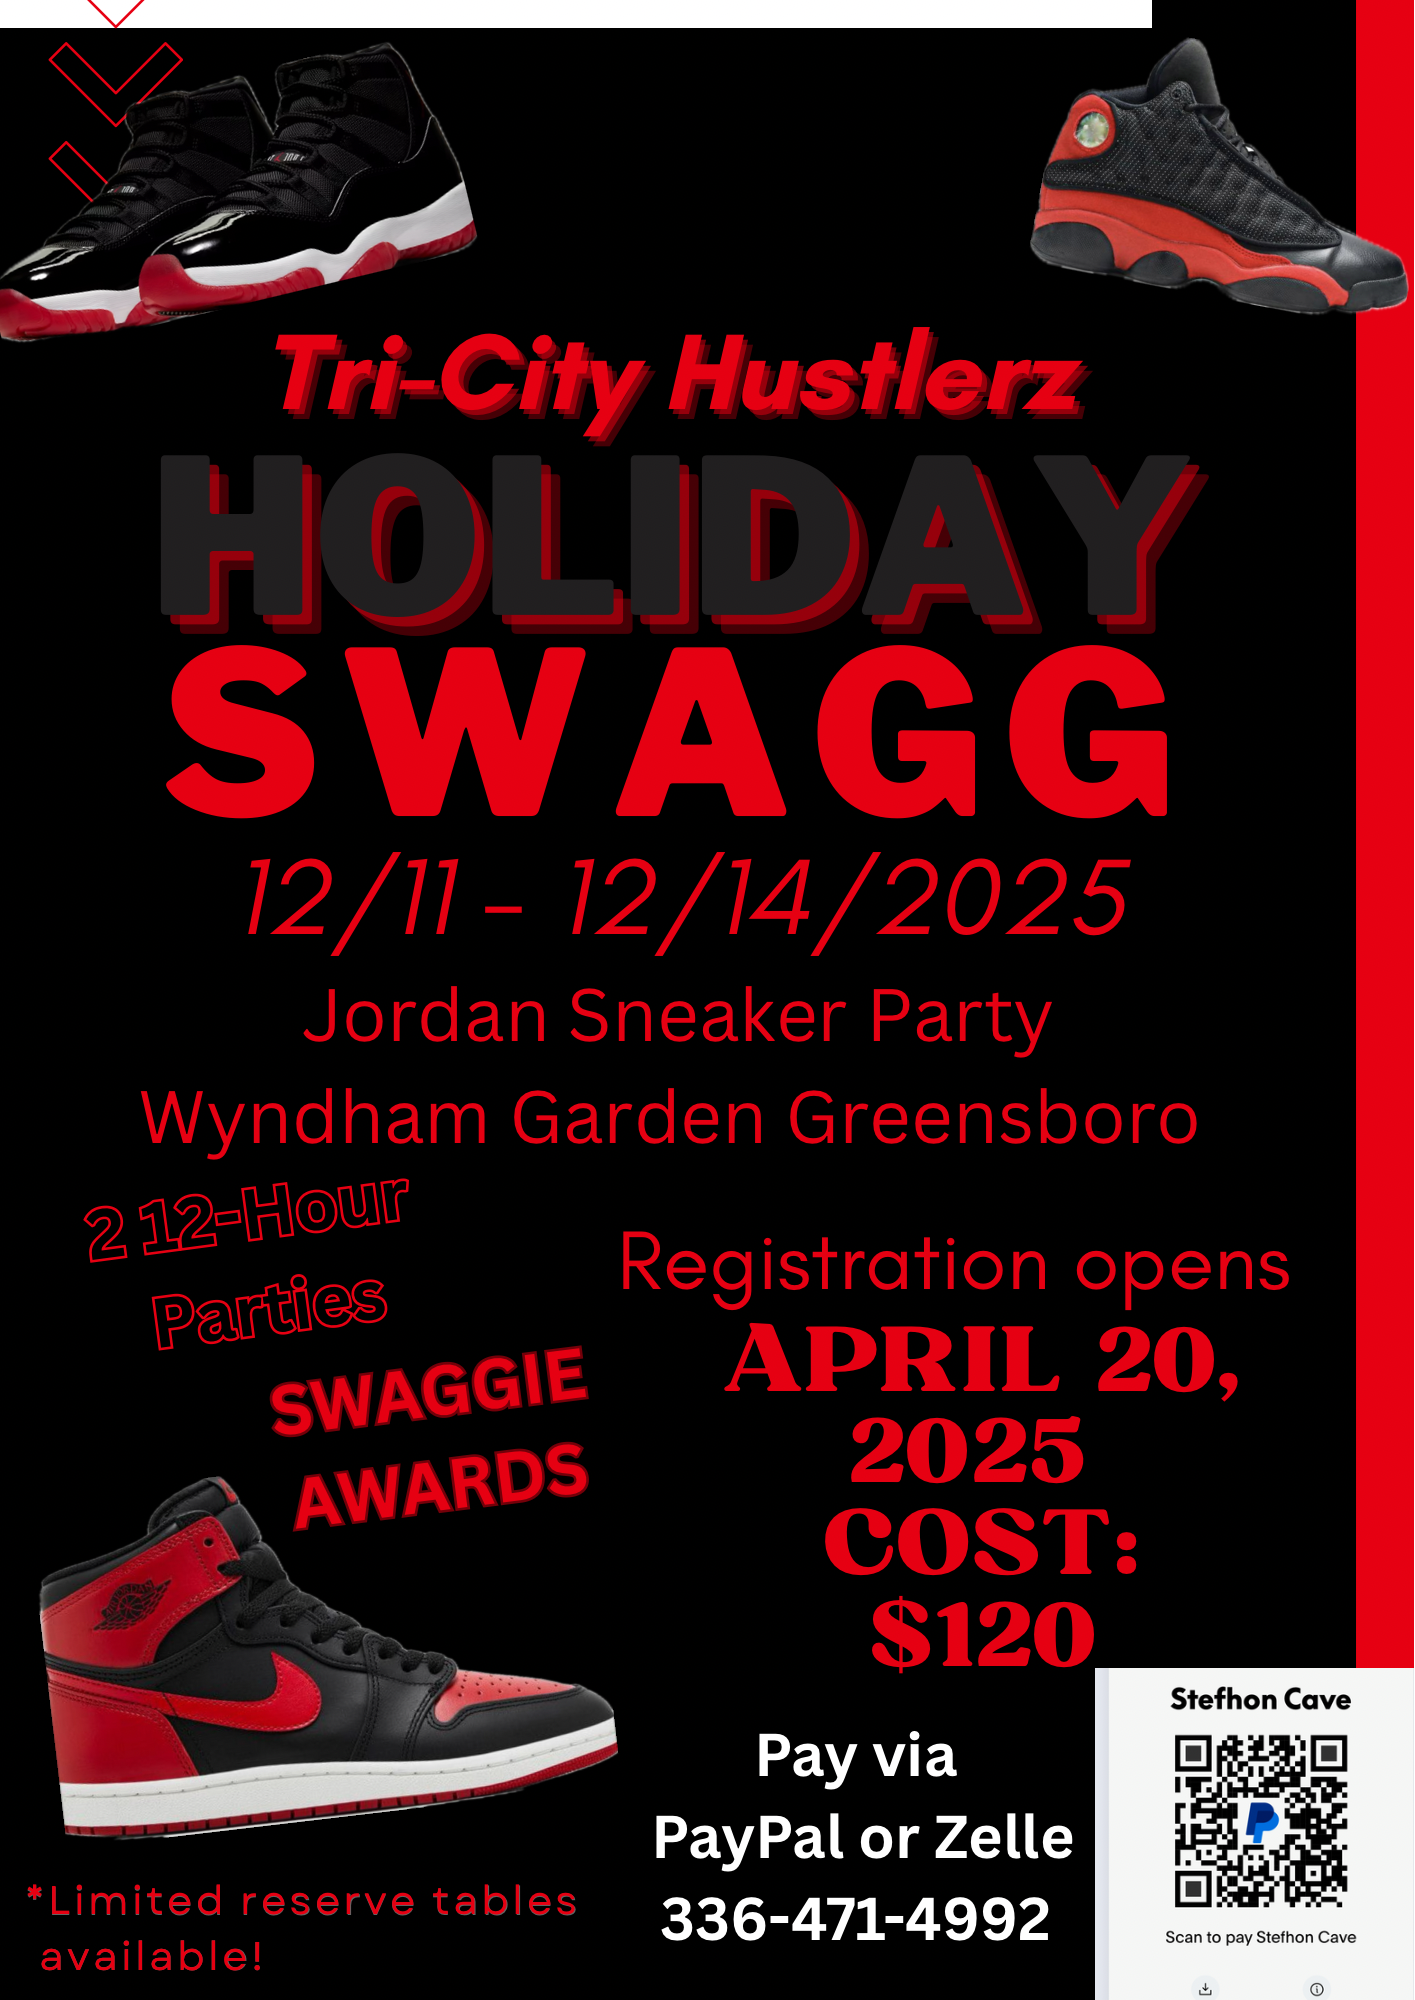 Tri-City Hustlerz
HOLIDAY
SWAGG
12/11 - 12/14/2025
Jordan Sneaker Party
Wyndham Garden Greensboro
2 12-Hour
Parties
SWAGGIE
AWARDS
Registration opens
APRIL 20,
2025
COST:
$120
Pay via
PayPal or Zelle
336-471-4992
*Limited reserve tables
available!
Stefhon Cave
Scan to pay Stefhon Cave